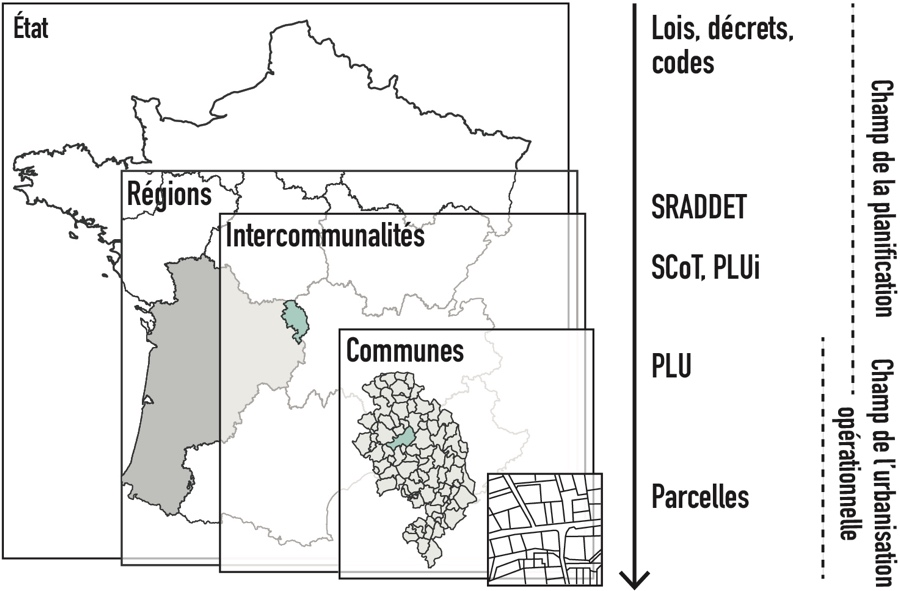 État
Régions
Intercommunalités
Communes
Lois, décrets,
codes
SRADDET
SCoT, PLUi
PLU
Parcelles
Champ de la planification
Champ de l'urbanisation
opérationnelle